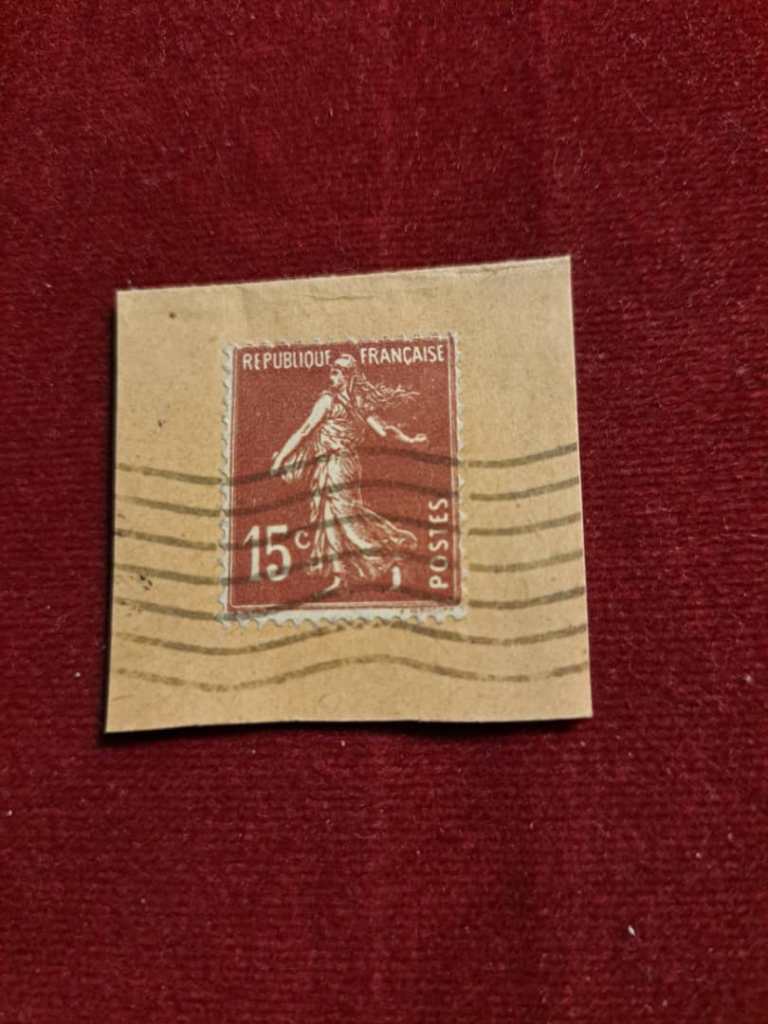 REPUBLIQUE FRANÇAISE
15c
POSTES